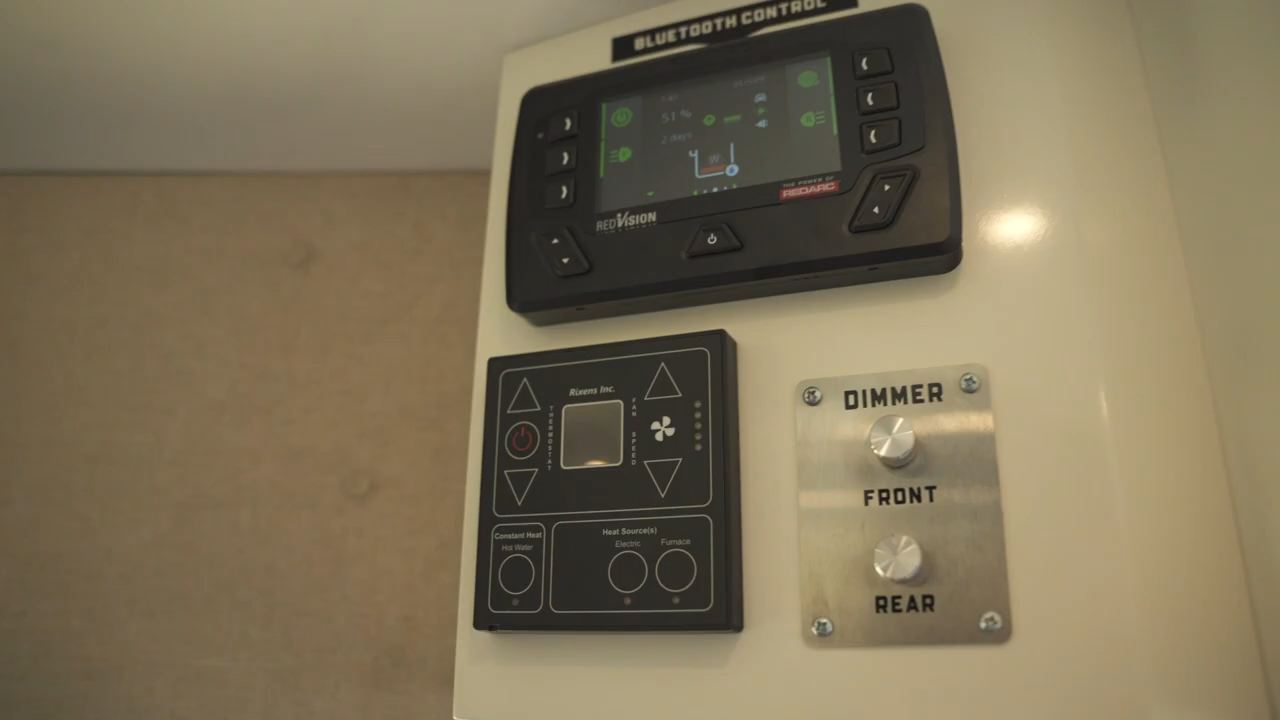 BLUETOOTH CONTROL
51 %
2 days
W
THE POWER OF
REDARC
REDVISION
Rixens Inc.
THERMOSTAT
FAN SPEED
Constant Heat
Hot Water
Heat Source(s)
Electric
Furnace
DIMMER
FRONT
REAR